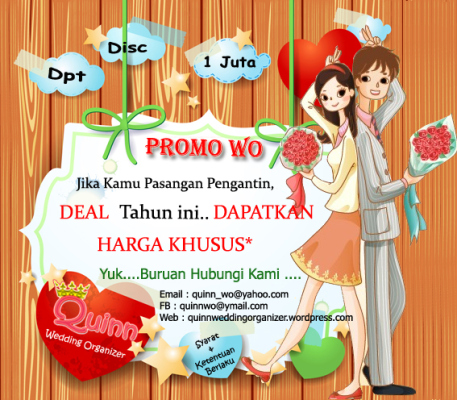 Dpt
Disc
1 Juta
PROMO WO
Jika Kamu Pasangan Pengantin,
DEAL Tahun ini.. DAPATKAN
HARGA KHUSUS*
Yuk....Buruan Hubungi Kami ....
Email : quinn_wo@yahoo.com
FB : quinnwo@ymail.com
Web : quinnweddingorganizer.wordpress.com
Quinn
Wedding Organizer
Syarat
+
Ketentuan
Berlaku